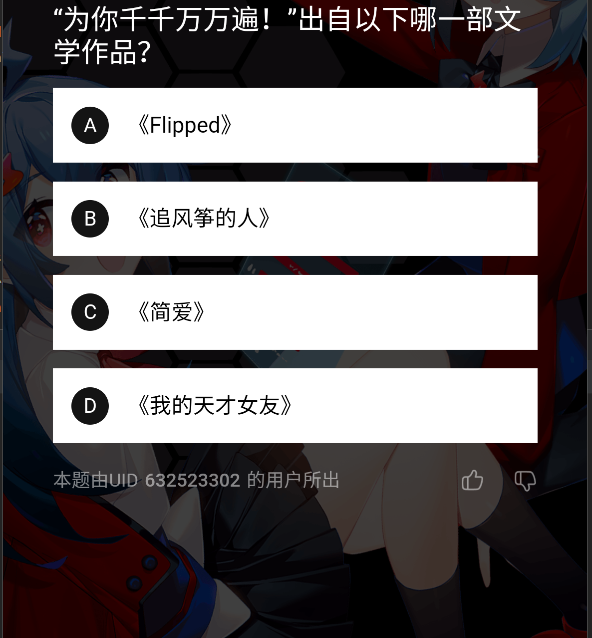 “为你千千万万遍！”出自以下哪一部文
学作品？
A 《Flipped》
B 《追风筝的人》
C 《简爱》
D 《我的天才女友》
本题由UID 632523302 的用户所出